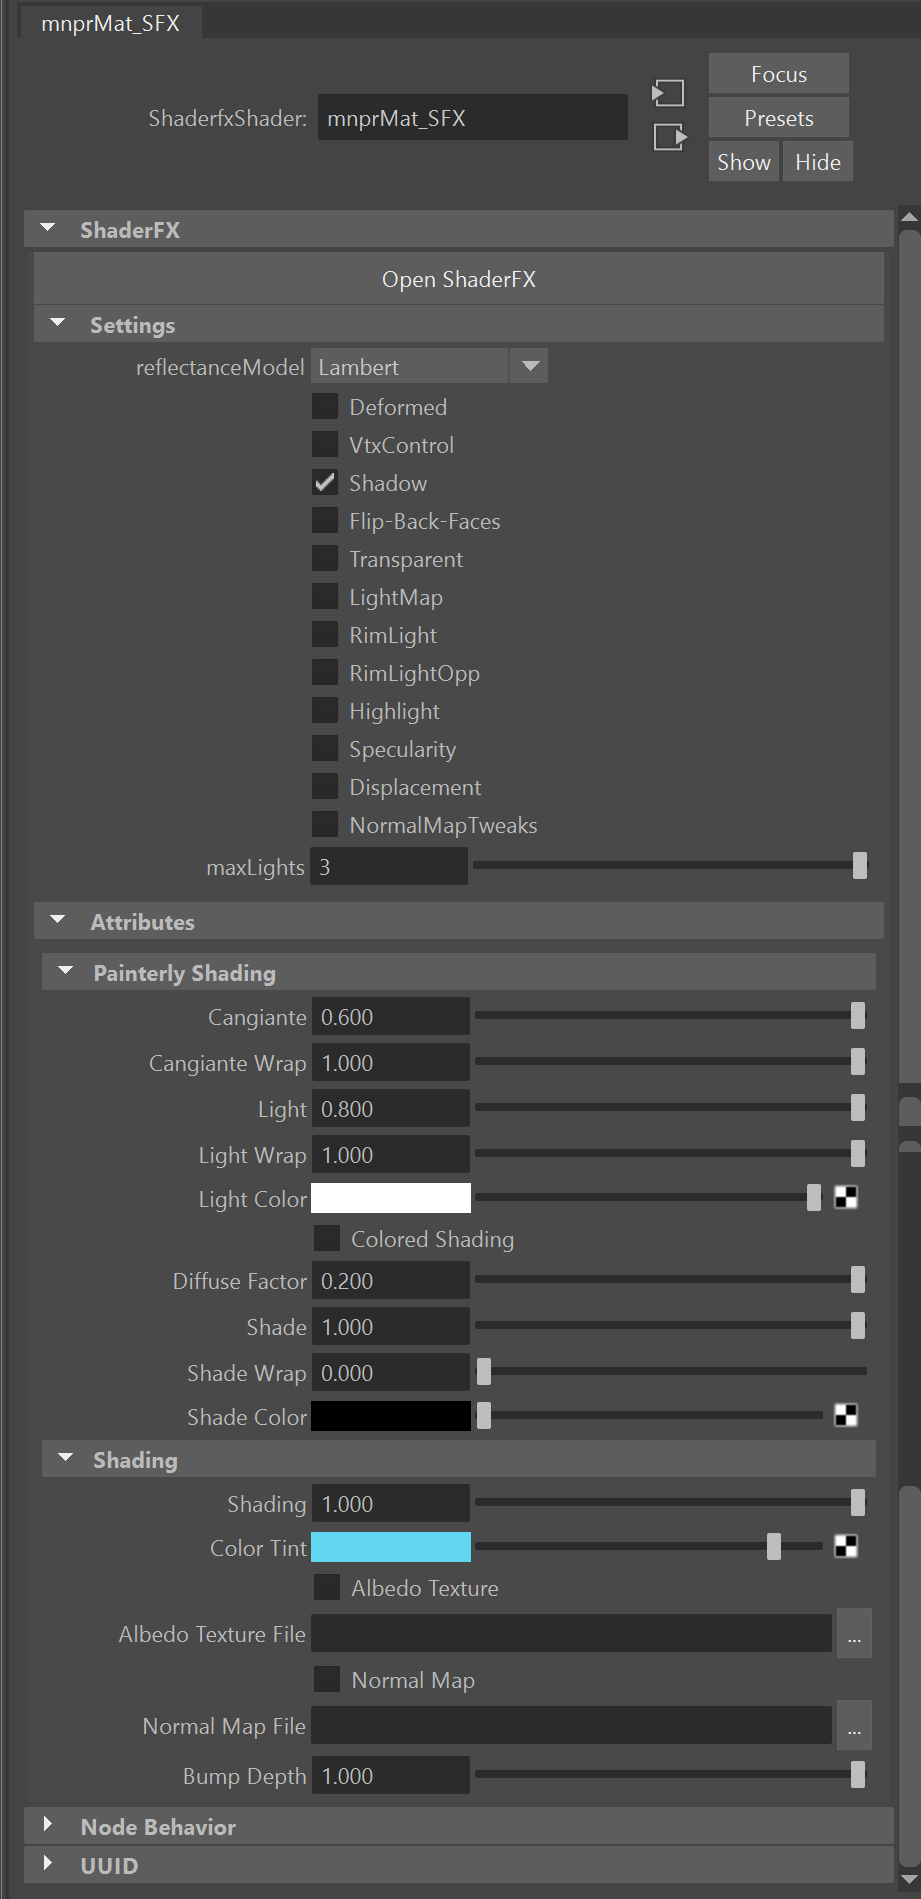 mnprMat_SFX
Focus
ShaderfxShader: mnprMat_SFX
Presets
Show Hide
ShaderFX
Open ShaderFX
Settings
reflectanceModel Lambert
Deformed
VtxControl
Shadow
Flip-Back-Faces
Transparent
LightMap
RimLight
RimLightOpp
Highlight
Specularity
Displacement
NormalMapTweaks
maxLights 3
Attributes
Painterly Shading
Cangiante 0.600
Cangiante Wrap 1.000
Light 0.800
Light Wrap 1.000
Light Color
Colored Shading
Diffuse Factor 0.200
Shade 1.000
Shade Wrap 0.000
Shade Color
Shading
Shading 1.000
Color Tint
Albedo Texture
Albedo Texture File ...
Normal Map
Normal Map File ...
Bump Depth 1.000
Node Behavior
UUID